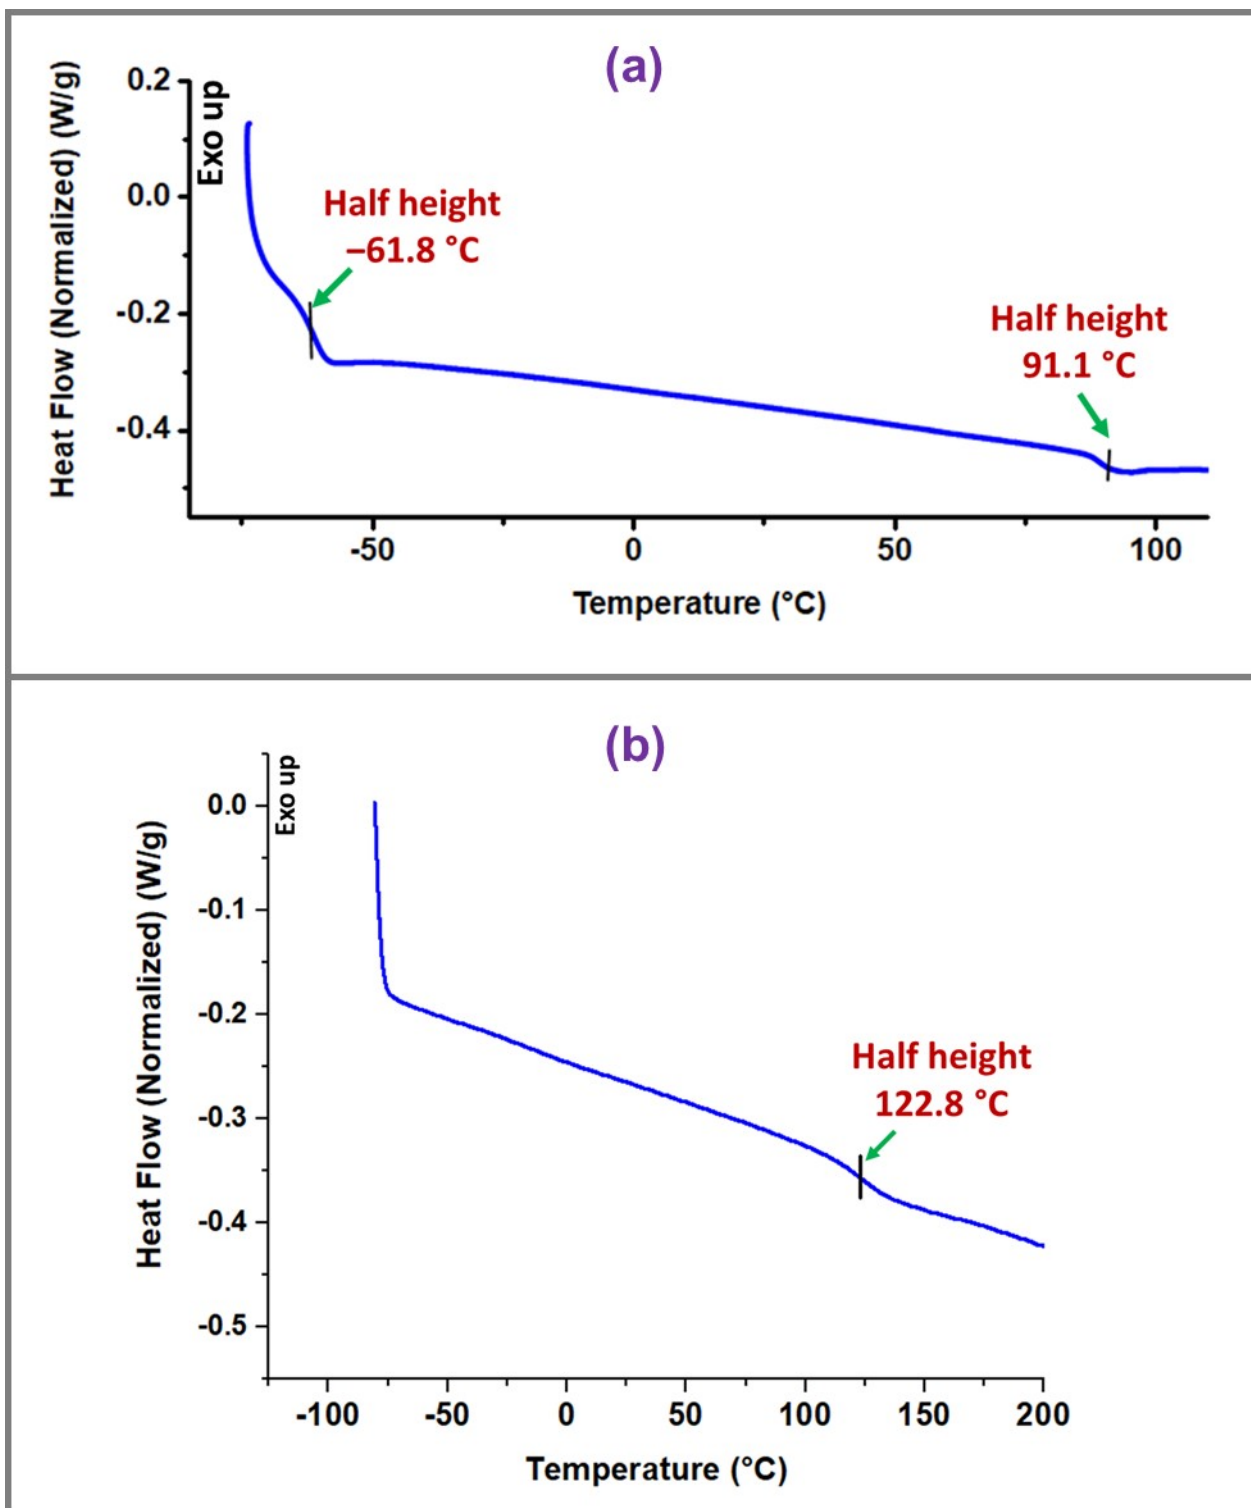 (a)
Heat Flow (Normalized) (W/g)
Exo up
0.2
0.0
-0.2
-0.4
Half height
–61.8 °C
Half height
91.1 °C
-50
0
50
100
Temperature (°C)
(b)
Heat Flow (Normalized) (W/g)
Exo up
0.0
-0.1
-0.2
-0.3
-0.4
-0.5
Half height
122.8 °C
-100
-50
0
50
100
150
200
Temperature (°C)